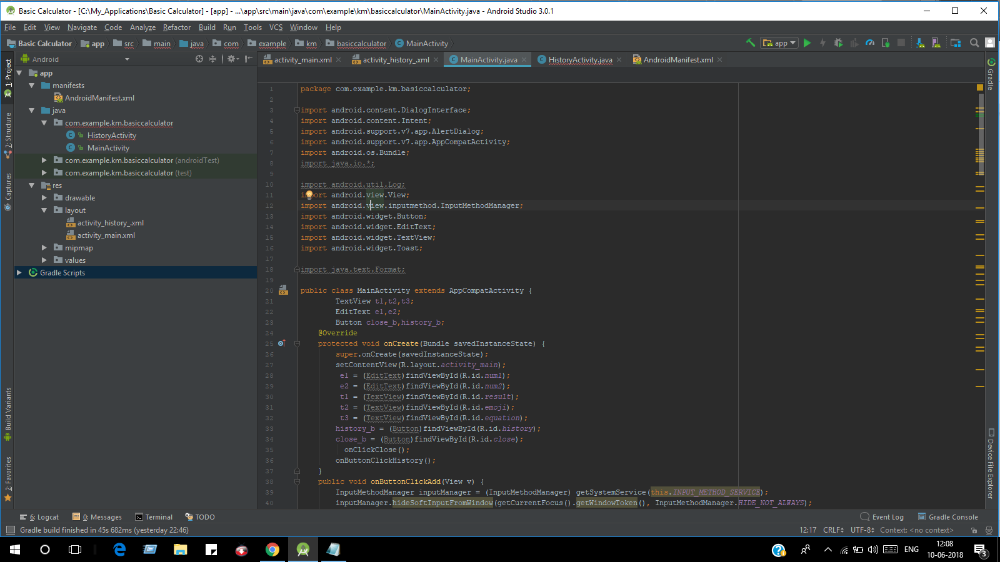 Basic Calculator - [C:\My_Applications\Basic Calculator] - [app] - ...\app\src\main\java\com\example\km\basiccalculator\MainActivity.java - Android Studio 3.0.1
File Edit View Navigate Code Analyze Refactor Build Run Tools VCS Window Help
Basic Calculator app src main java com example km basiccalculator MainActivity app
1: Project
7: Structure
Captures
Build Variants
2: Favorites
Android
app
manifests
AndroidManifest.xml
java
com.example.km.basiccalculator
HistoryActivity
MainActivity
com.example.km.basiccalculator (androidTest)
com.example.km.basiccalculator (test)
res
drawable
layout
activity_history_.xml
activity_main.xml
mipmap
values
Gradle Scripts
activity_main.xml activity_history_.xml MainActivity.java HistoryActivity.java AndroidManifest.xml
1 package com.example.km.basiccalculator;
2
3 import android.content.DialogInterface;
4 import android.content.Intent;
5 import android.support.v7.app.AlertDialog;
6 import android.support.v7.app.AppCompatActivity;
7 import android.os.Bundle;
8 import java.io.*;
10 import android.util.Log;
11 import android.view.View;
12 import android.view.inputmethod.InputMethodManager;
13 import android.widget.Button;
14 import android.widget.EditText;
15 import android.widget.TextView;
16 import android.widget.Toast;
17
18 import java.text.Format;
19
20 public class MainActivity extends AppCompatActivity {
21 TextView t1,t2,t3;
22 EditText e1,e2;
23 Button close_b,history_b;
24 @Override
25 protected void onCreate(Bundle savedInstanceState) {
26 super.onCreate(savedInstanceState);
27 setContentView(R.layout.activity_main);
28 e1 = (EditText)findViewById(R.id.num1);
29 e2 = (EditText)findViewById(R.id.num2);
30 t1 = (TextView)findViewById(R.id.result);
31 t2 = (TextView)findViewById(R.id.emoji);
32 t3 = (TextView)findViewById(R.id.equation);
33 history_b = (Button)findViewById(R.id.history);
34 close_b = (Button)findViewById(R.id.close);
35 onClickClose();
36 onButtonClickHistory();
37 }
38 public void onButtonClickAdd(View v) {
39 InputMethodManager inputManager = (InputMethodManager) getSystemService(this.INPUT_METHOD_SERVICE);
40 inputManager.hideSoftInputFromWindow(getCurrentFocus().getWindowToken(), InputMethodManager.HIDE_NOT_ALWAYS);
Gradle
Device File Explorer
6: Logcat 0: Messages Terminal TODO Event Log Gradle Console
Gradle build finished in 45s 682ms (yesterday 22:46) 12:17 CRLF UTF-8 Context: <no context>
ENG 12:08
10-06-2018
3